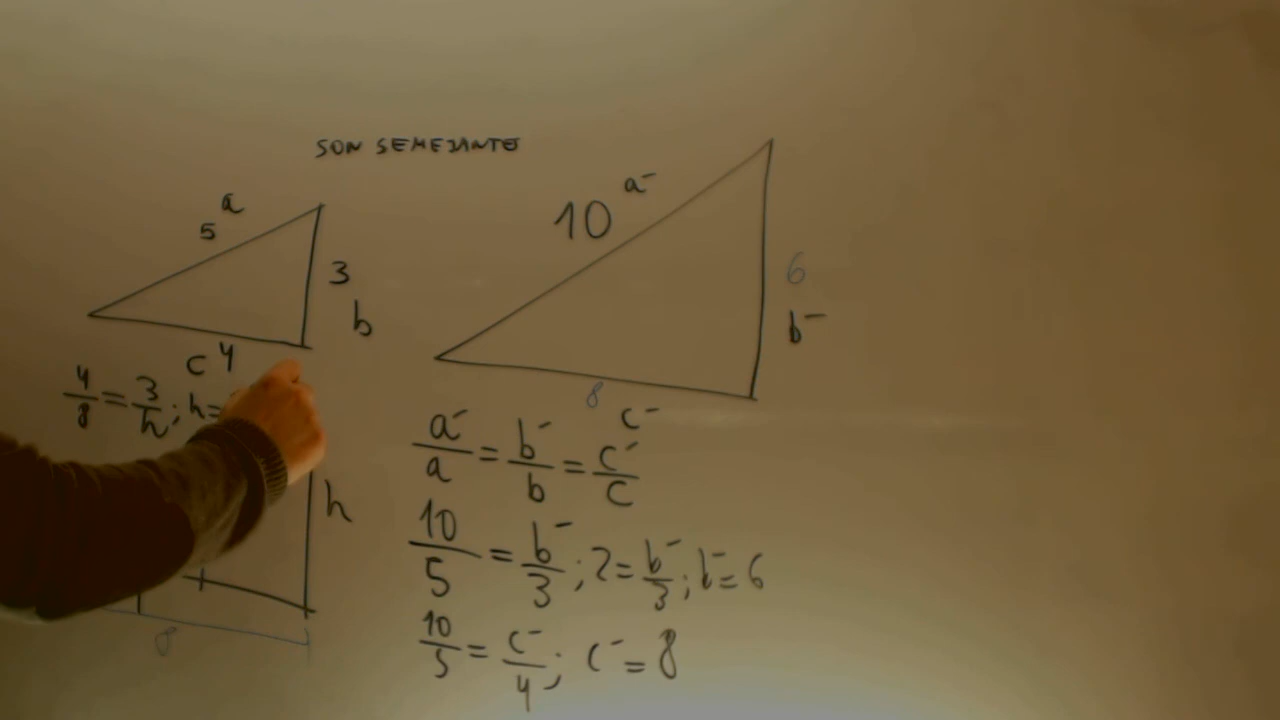 SON SEMEJANTE
a
5
3
b
c 4
10 a-
6
b-
8
c-
4/8 = 3/h ; h =
h
8
a-/a = b-/b = c-/c
10/5 = b-/3 ; 2 = b-/3 ; b- = 6
10/5 = c-/4 ; c- = 8